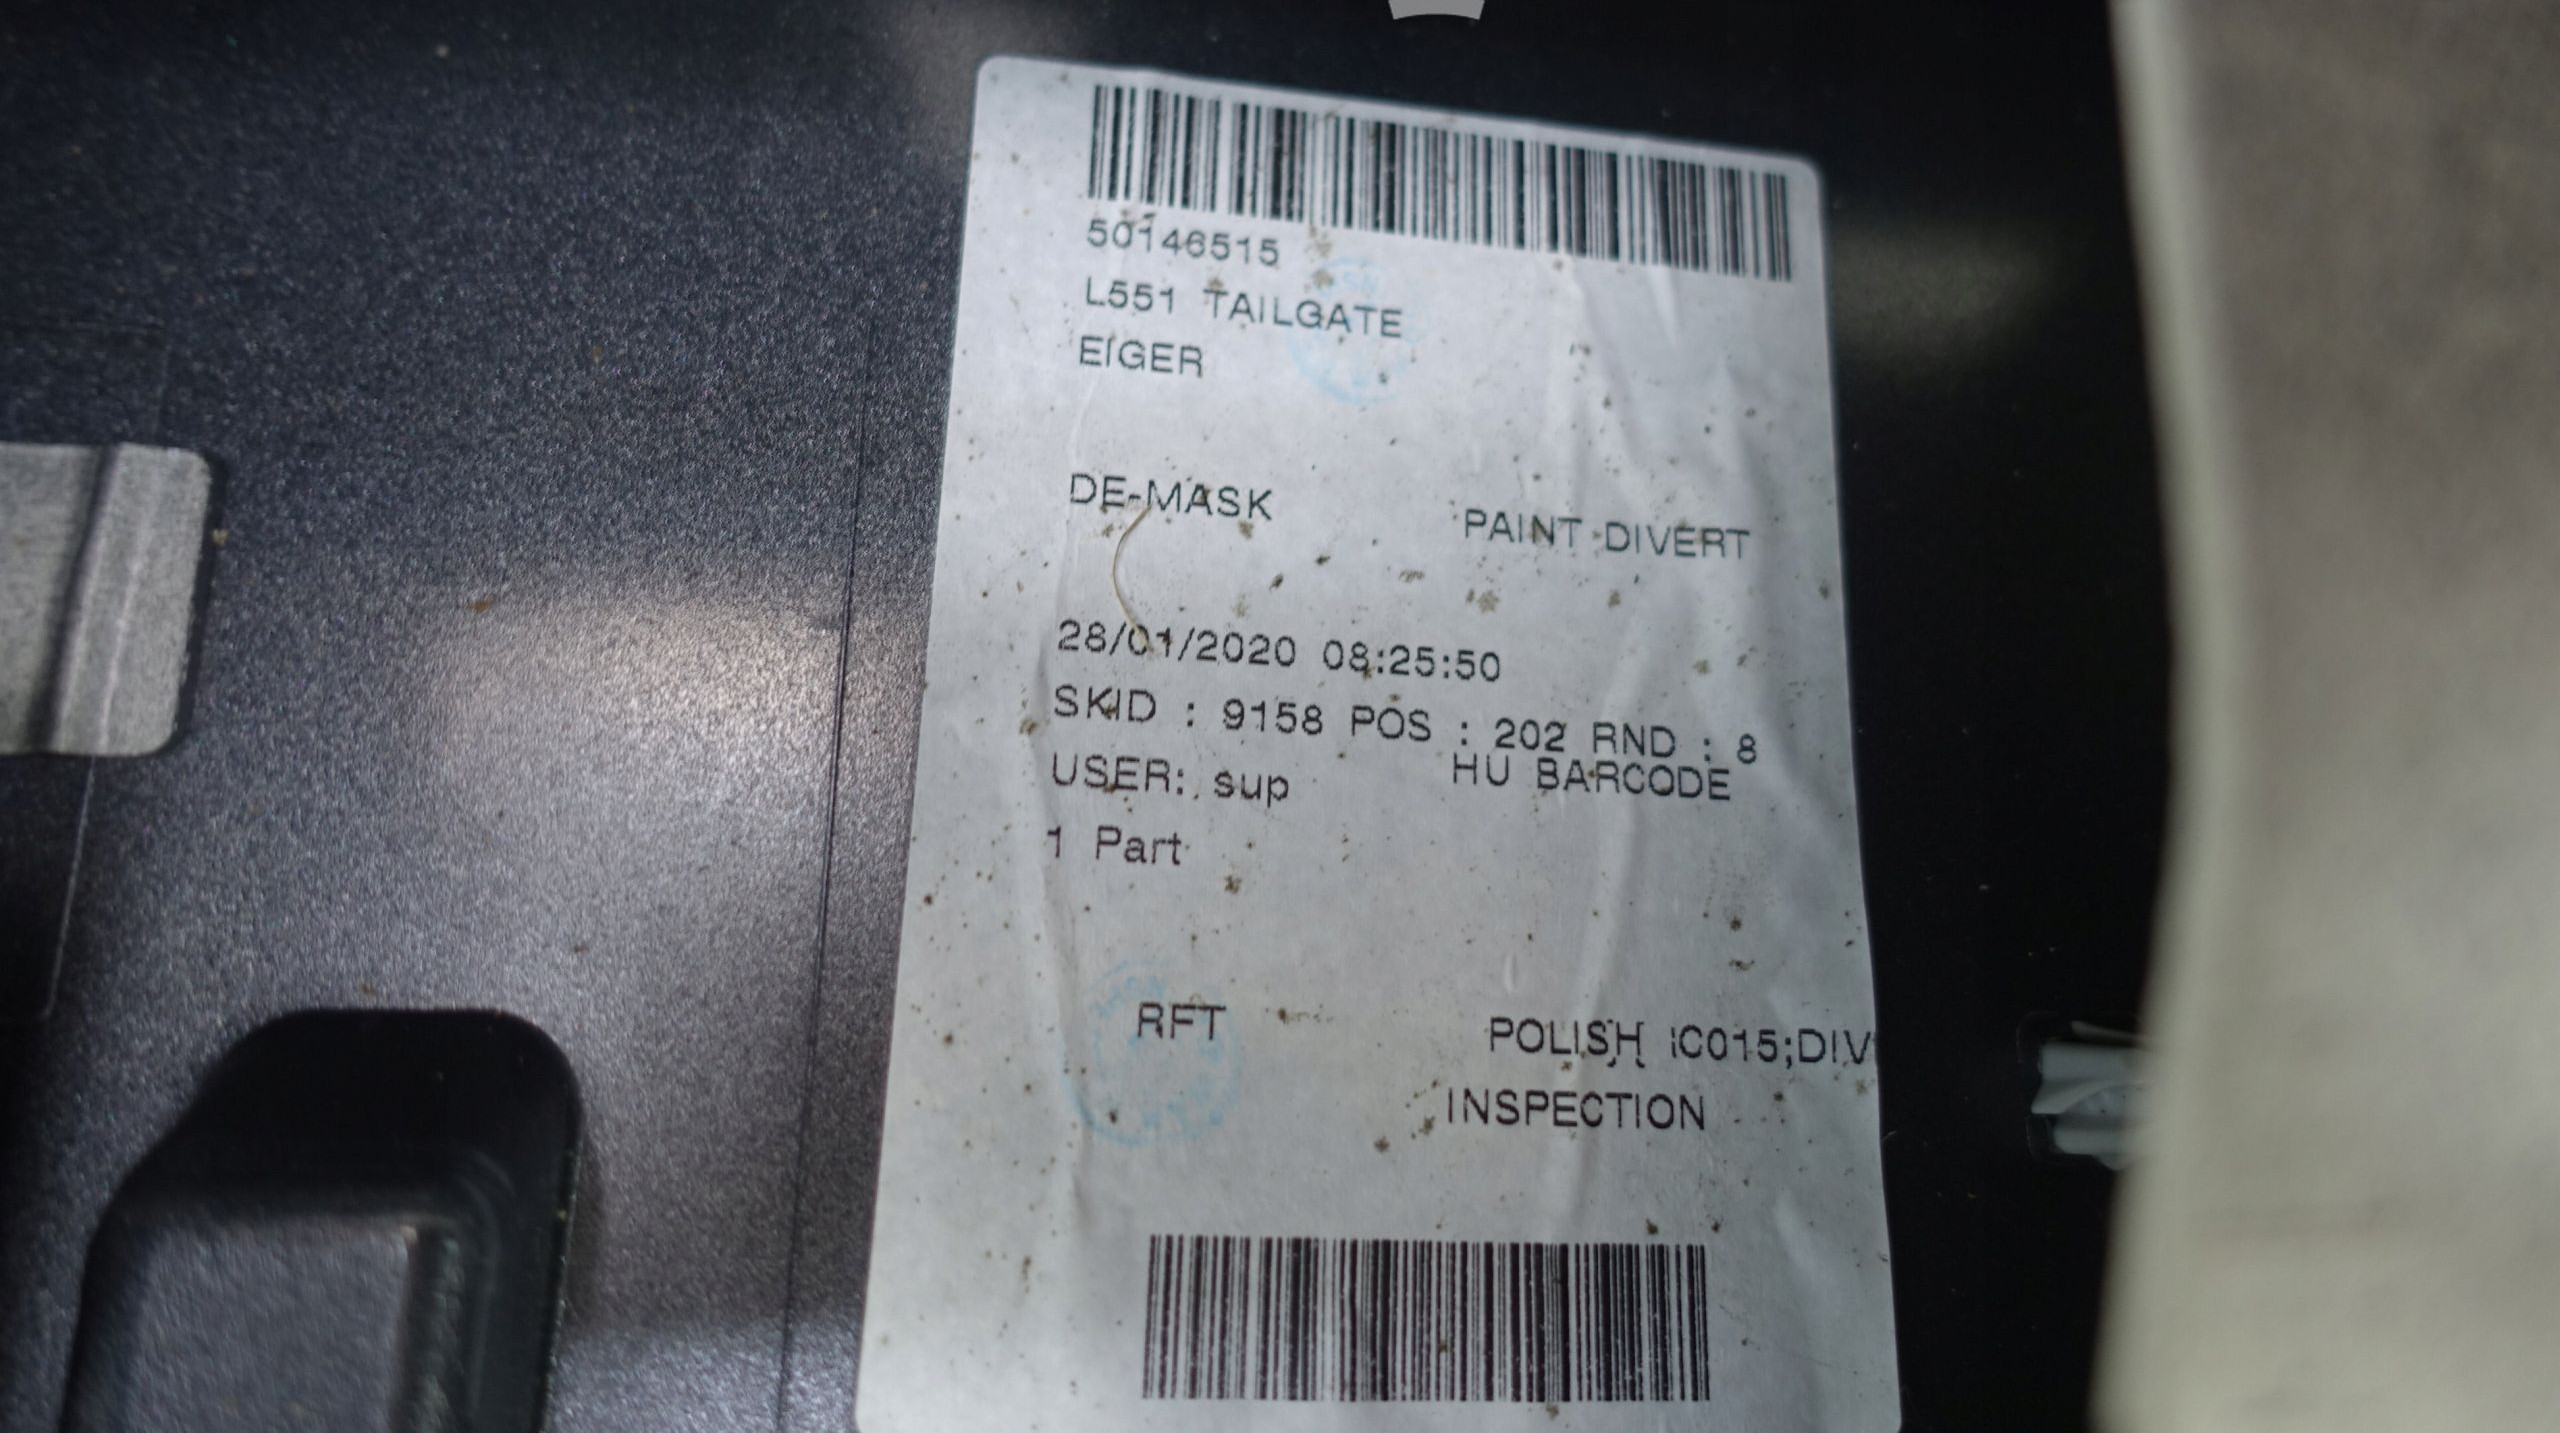 50146515
L551 TAILGATE
EIGER
DE-MASK PAINT DIVERT
28/01/2020 08:25:50
SKID : 9158 POS : 202 RND : 8
USER: sup HU BARCODE
1 Part
RFT POLISH iC015;DIV
INSPECTION